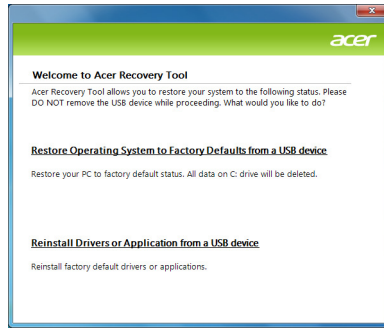 acer
Welcome to Acer Recovery Tool
Acer Recovery Tool allows you to restore your system to the following status. Please
DO NOT remove the USB device while proceeding. What would you like to do?
Restore Operating System to Factory Defaults from a USB device
Restore your PC to factory default status. All data on C: drive will be deleted.
Reinstall Drivers or Application from a USB device
Reinstall factory default drivers or applications.